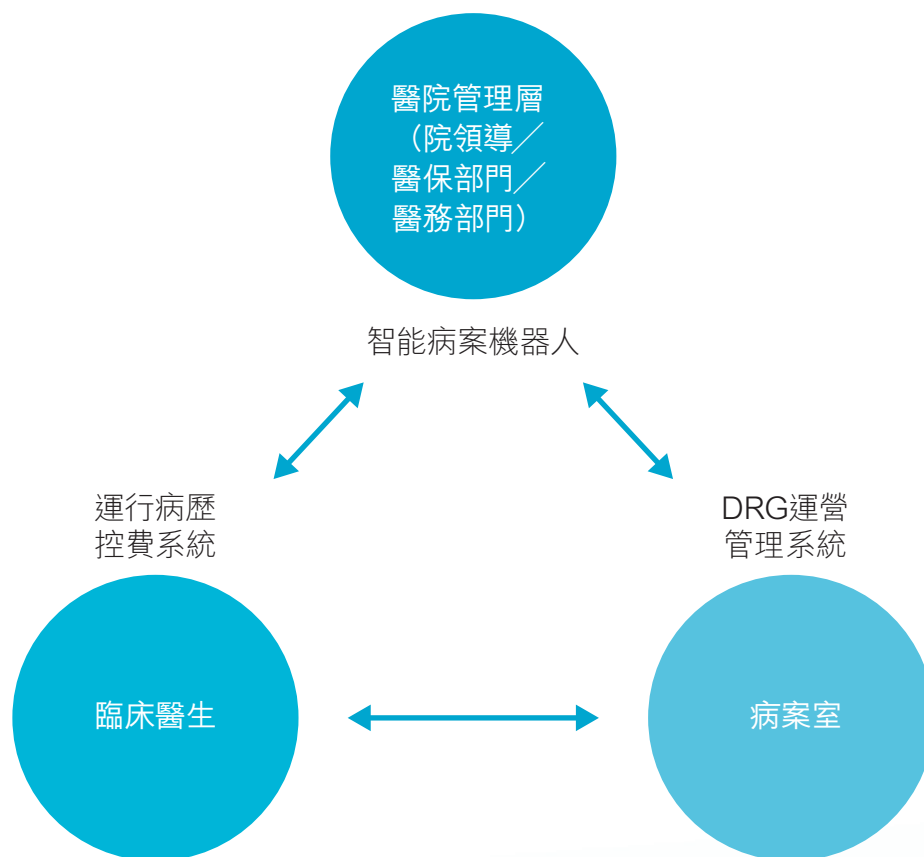 醫院管理層
（院領導／
醫保部門／
醫務部門）
智能病案機器人
運行病歷
控費系統
DRG運營
管理系統
臨床醫生
病案室